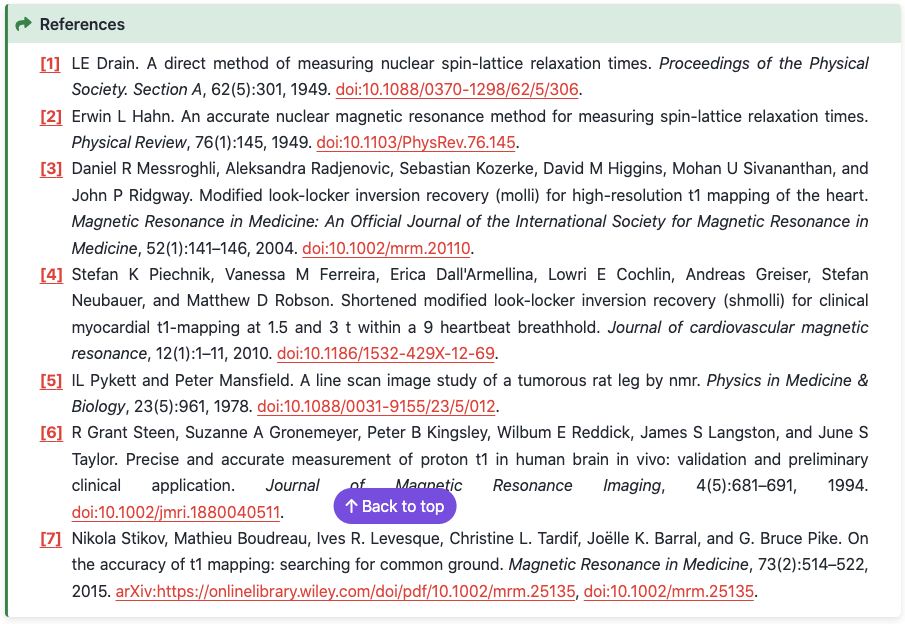 References
[1] LE Drain. A direct method of measuring nuclear spin-lattice relaxation times. Proceedings of the Physical
Society. Section A, 62(5):301, 1949. doi:10.1088/0370-1298/62/5/306.
[2] Erwin L Hahn. An accurate nuclear magnetic resonance method for measuring spin-lattice relaxation times.
Physical Review, 76(1):145, 1949. doi:10.1103/PhysRev.76.145.
[3] Daniel R Messroghli, Aleksandra Radjenovic, Sebastian Kozerke, David M Higgins, Mohan U Sivananthan, and
John P Ridgway. Modified look-locker inversion recovery (molli) for high-resolution t1 mapping of the heart.
Magnetic Resonance in Medicine: An Official Journal of the International Society for Magnetic Resonance in
Medicine, 52(1):141–146, 2004. doi:10.1002/mrm.20110.
[4] Stefan K Piechnik, Vanessa M Ferreira, Erica Dall'Armellina, Lowri E Cochlin, Andreas Greiser, Stefan
Neubauer, and Matthew D Robson. Shortened modified look-locker inversion recovery (shmolli) for clinical
myocardial t1-mapping at 1.5 and 3 t within a 9 heartbeat breathhold. Journal of cardiovascular magnetic
resonance, 12(1):1–11, 2010. doi:10.1186/1532-429X-12-69.
[5] IL Pykett and Peter Mansfield. A line scan image study of a tumorous rat leg by nmr. Physics in Medicine &
Biology, 23(5):961, 1978. doi:10.1088/0031-9155/23/5/012.
[6] R Grant Steen, Suzanne A Gronemeyer, Peter B Kingsley, Wilbum E Reddick, James S Langston, and June S
Taylor. Precise and accurate measurement of proton t1 in human brain in vivo: validation and preliminary
clinical application. Journal of Magnetic Resonance Imaging, 4(5):681–691, 1994.
doi:10.1002/jmri.1880040511.
↑ Back to top
[7] Nikola Stikov, Mathieu Boudreau, Ives R. Levesque, Christine L. Tardif, Joëlle K. Barral, and G. Bruce Pike. On
the accuracy of t1 mapping: searching for common ground. Magnetic Resonance in Medicine, 73(2):514–522,
2015. arXiv:https://onlinelibrary.wiley.com/doi/pdf/10.1002/mrm.25135, doi:10.1002/mrm.25135.